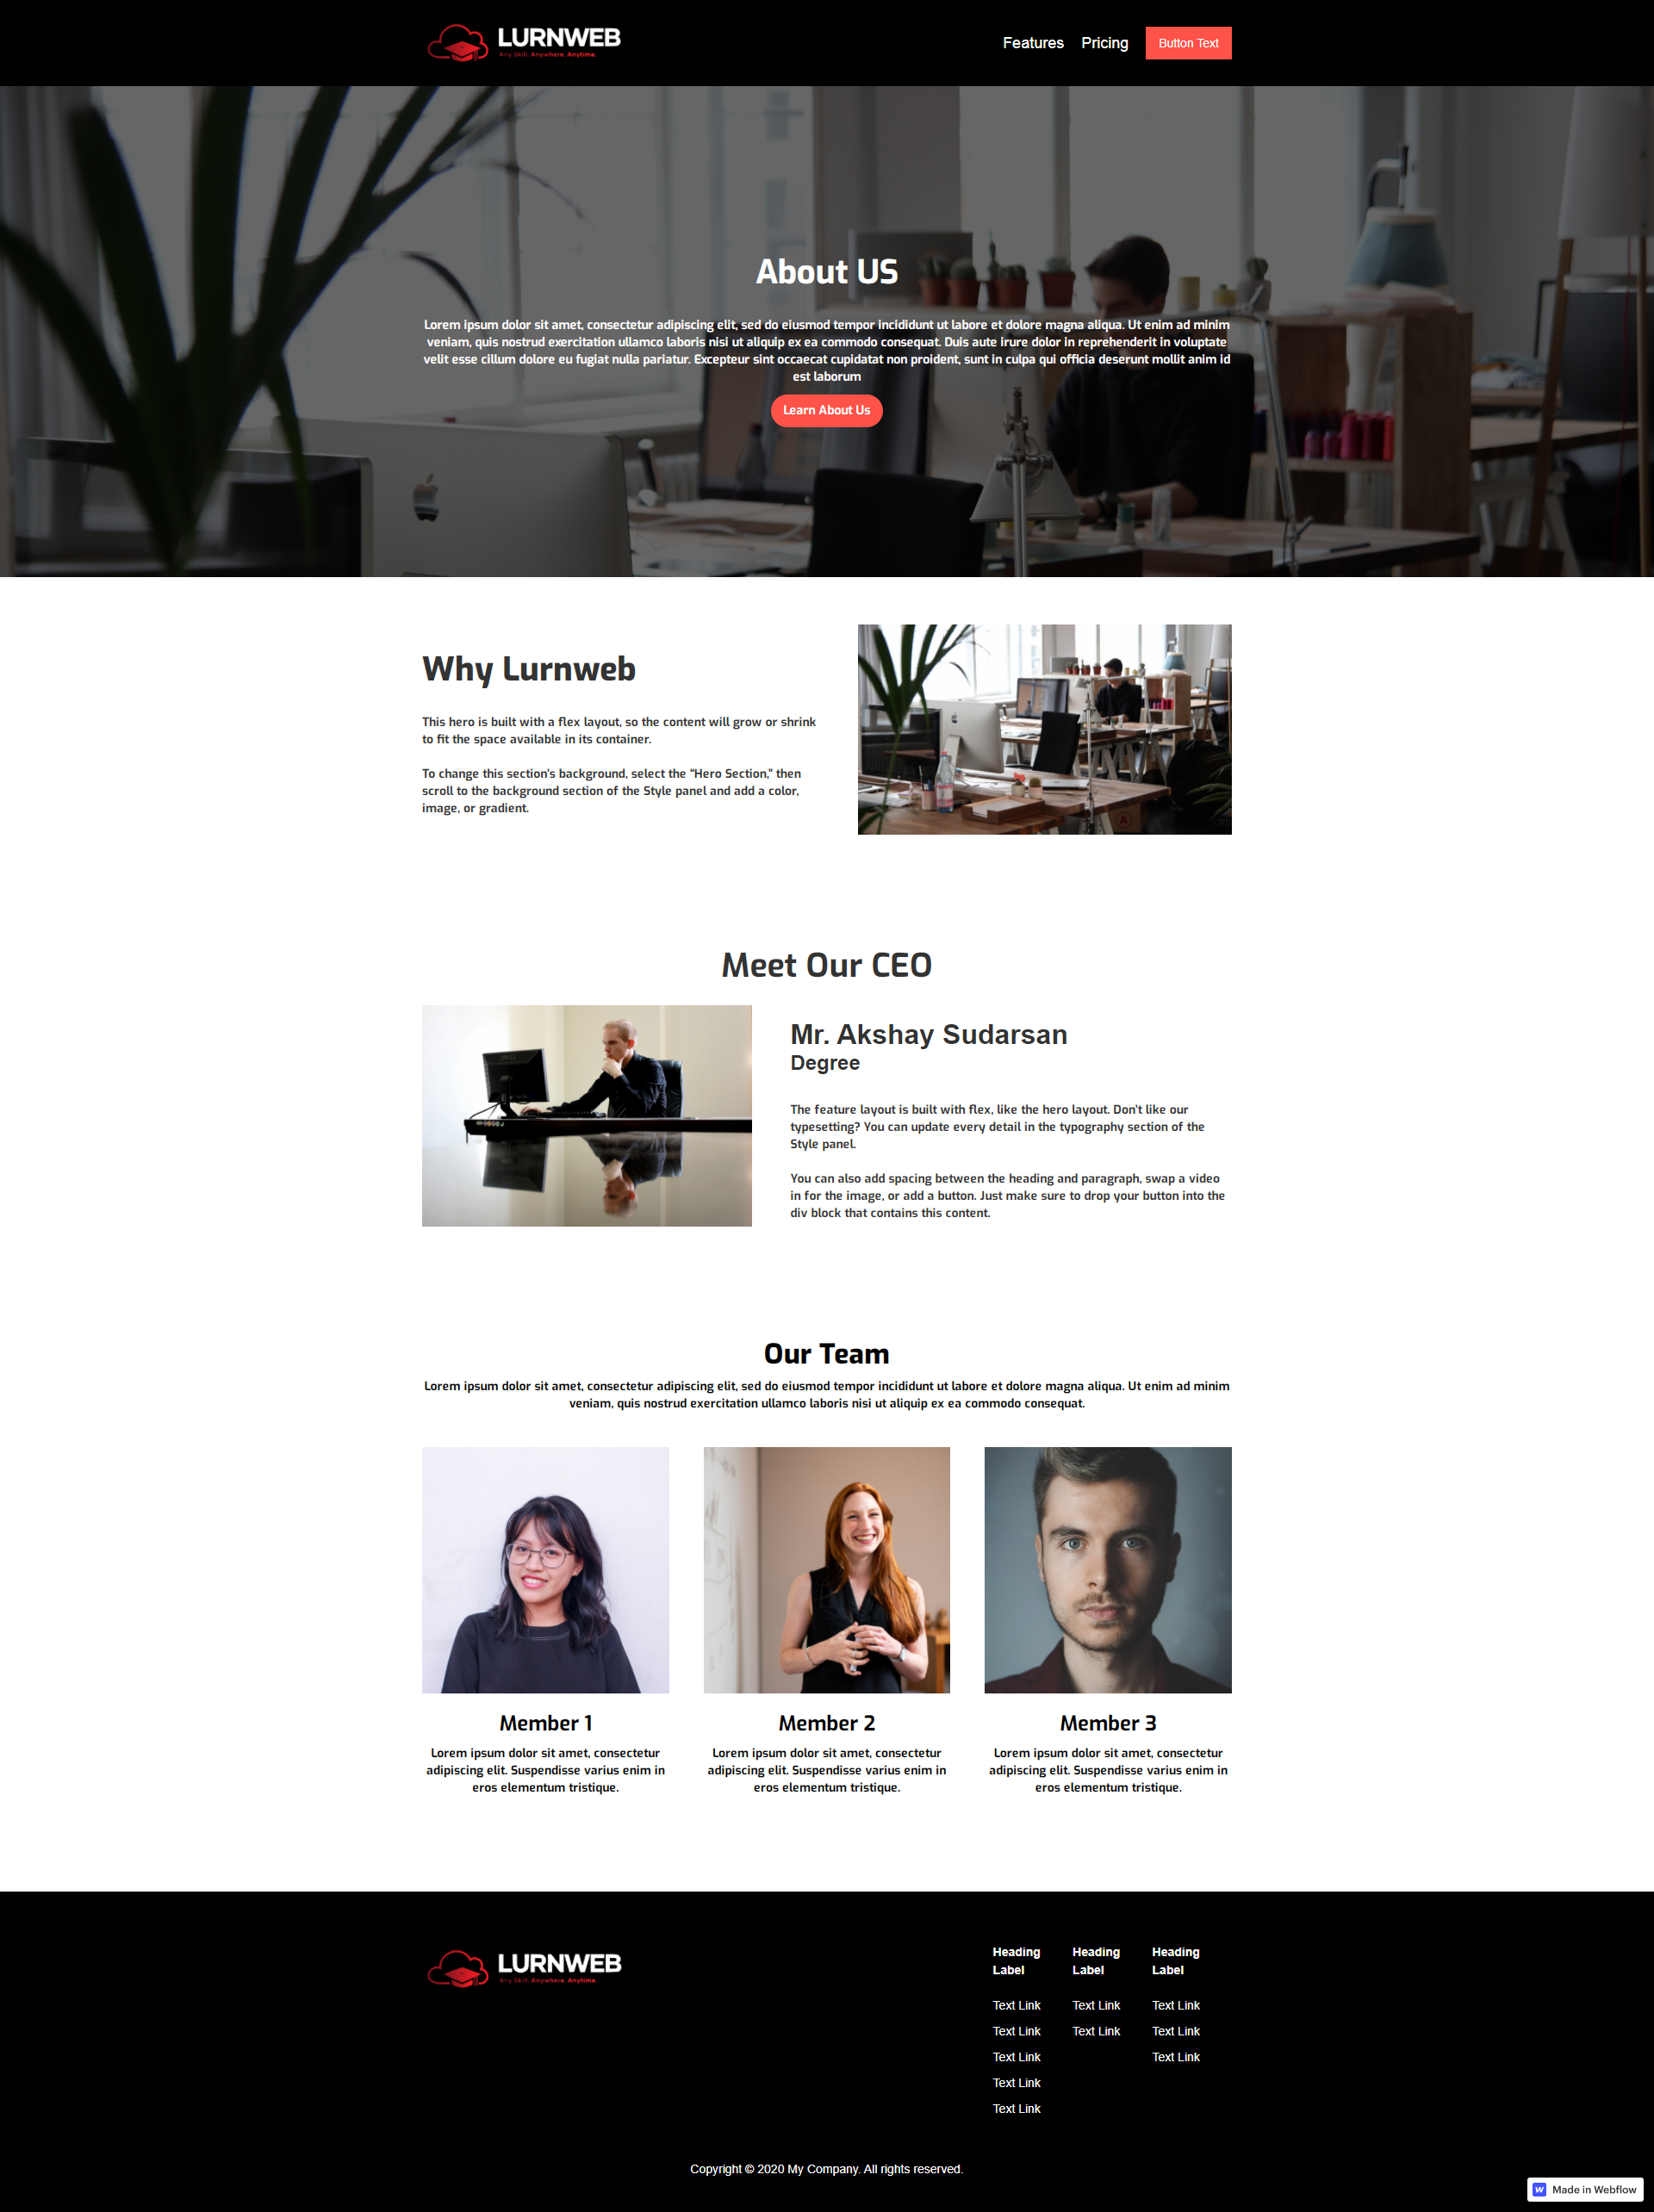 LURNWEB
Any Skill. Anywhere. Anytime.
Features Pricing Button Text
About US
Lorem ipsum dolor sit amet, consectetur adipiscing elit, sed do eiusmod tempor incididunt ut labore et dolore magna aliqua. Ut enim ad minim
veniam, quis nostrud exercitation ullamco laboris nisi ut aliquip ex ea commodo consequat. Duis aute irure dolor in reprehenderit in voluptate
velit esse cillum dolore eu fugiat nulla pariatur. Excepteur sint occaecat cupidatat non proident, sunt in culpa qui officia deserunt mollit anim id
est laborum
Learn About Us
Why Lurnweb
This hero is built with a flex layout, so the content will grow or shrink
to fit the space available in its container.
To change this section's background, select the “Hero Section,” then
scroll to the background section of the Style panel and add a color,
image, or gradient.
Meet Our CEO
Mr. Akshay Sudarsan
Degree
The feature layout is built with flex, like the hero layout. Don't like our
typesetting? You can update every detail in the typography section of the
Style panel.
You can also add spacing between the heading and paragraph, swap a video
in for the image, or add a button. Just make sure to drop your button into the
div block that contains this content.
Our Team
Lorem ipsum dolor sit amet, consectetur adipiscing elit, sed do eiusmod tempor incididunt ut labore et dolore magna aliqua. Ut enim ad minim
veniam, quis nostrud exercitation ullamco laboris nisi ut aliquip ex ea commodo consequat.
Member 1
Lorem ipsum dolor sit amet, consectetur
adipiscing elit. Suspendisse varius enim in
eros elementum tristique.
Member 2
Lorem ipsum dolor sit amet, consectetur
adipiscing elit. Suspendisse varius enim in
eros elementum tristique.
Member 3
Lorem ipsum dolor sit amet, consectetur
adipiscing elit. Suspendisse varius enim in
eros elementum tristique.
LURNWEB
Any Skill. Anywhere. Anytime.
Heading
Label
Text Link
Text Link
Text Link
Text Link
Text Link
Heading
Label
Text Link
Text Link
Heading
Label
Text Link
Text Link
Text Link
Copyright © 2020 My Company. All rights reserved.
Made in Webflow